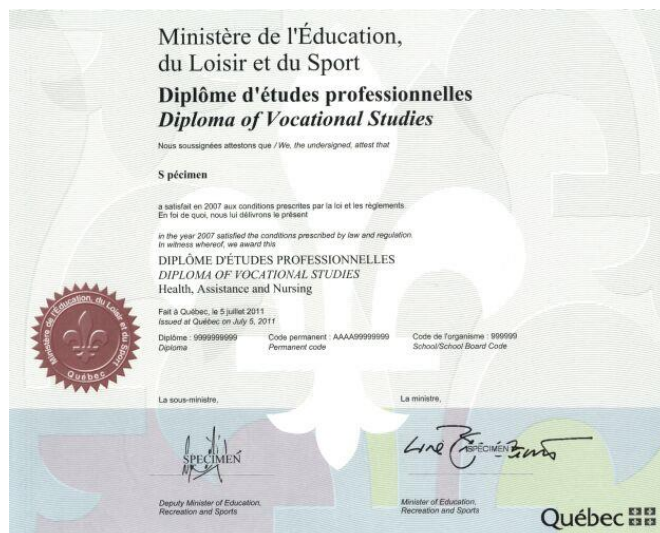 Ministère de l'Éducation,
du Loisir et du Sport
Diplôme d'études professionnelles
Diploma of Vocational Studies
Nous soussignées attestons que / We, the undersigned, attest that
S pécimen
a satisfait en 2007 aux conditions prescrites par la loi et les règlements.
En foi de quoi, nous lui délivrons le présent
in the year 2007 satisfied the conditions prescribed by law and regulation.
In witness whereof, we award this
DIPLÔME D'ÉTUDES PROFESSIONNELLES
DIPLOMA OF VOCATIONAL STUDIES
Health, Assistance and Nursing
Fait à Québec, le 5 juillet 2011
Issued at Québec on July 5, 2011
Diplôme : 9999999999 Code permanent : AAAA99999999 Code de l'organisme : 999999
Diploma Permanent code School/School Board Code
Ministère de l'Éducation, du Loisir et du Sport
Québec
La sous-ministre, La ministre,
SPECIMEN SPECIMEN
Deputy Minister of Education, Minister of Education,
Recreation and Sports Recreation and Sports
Québec